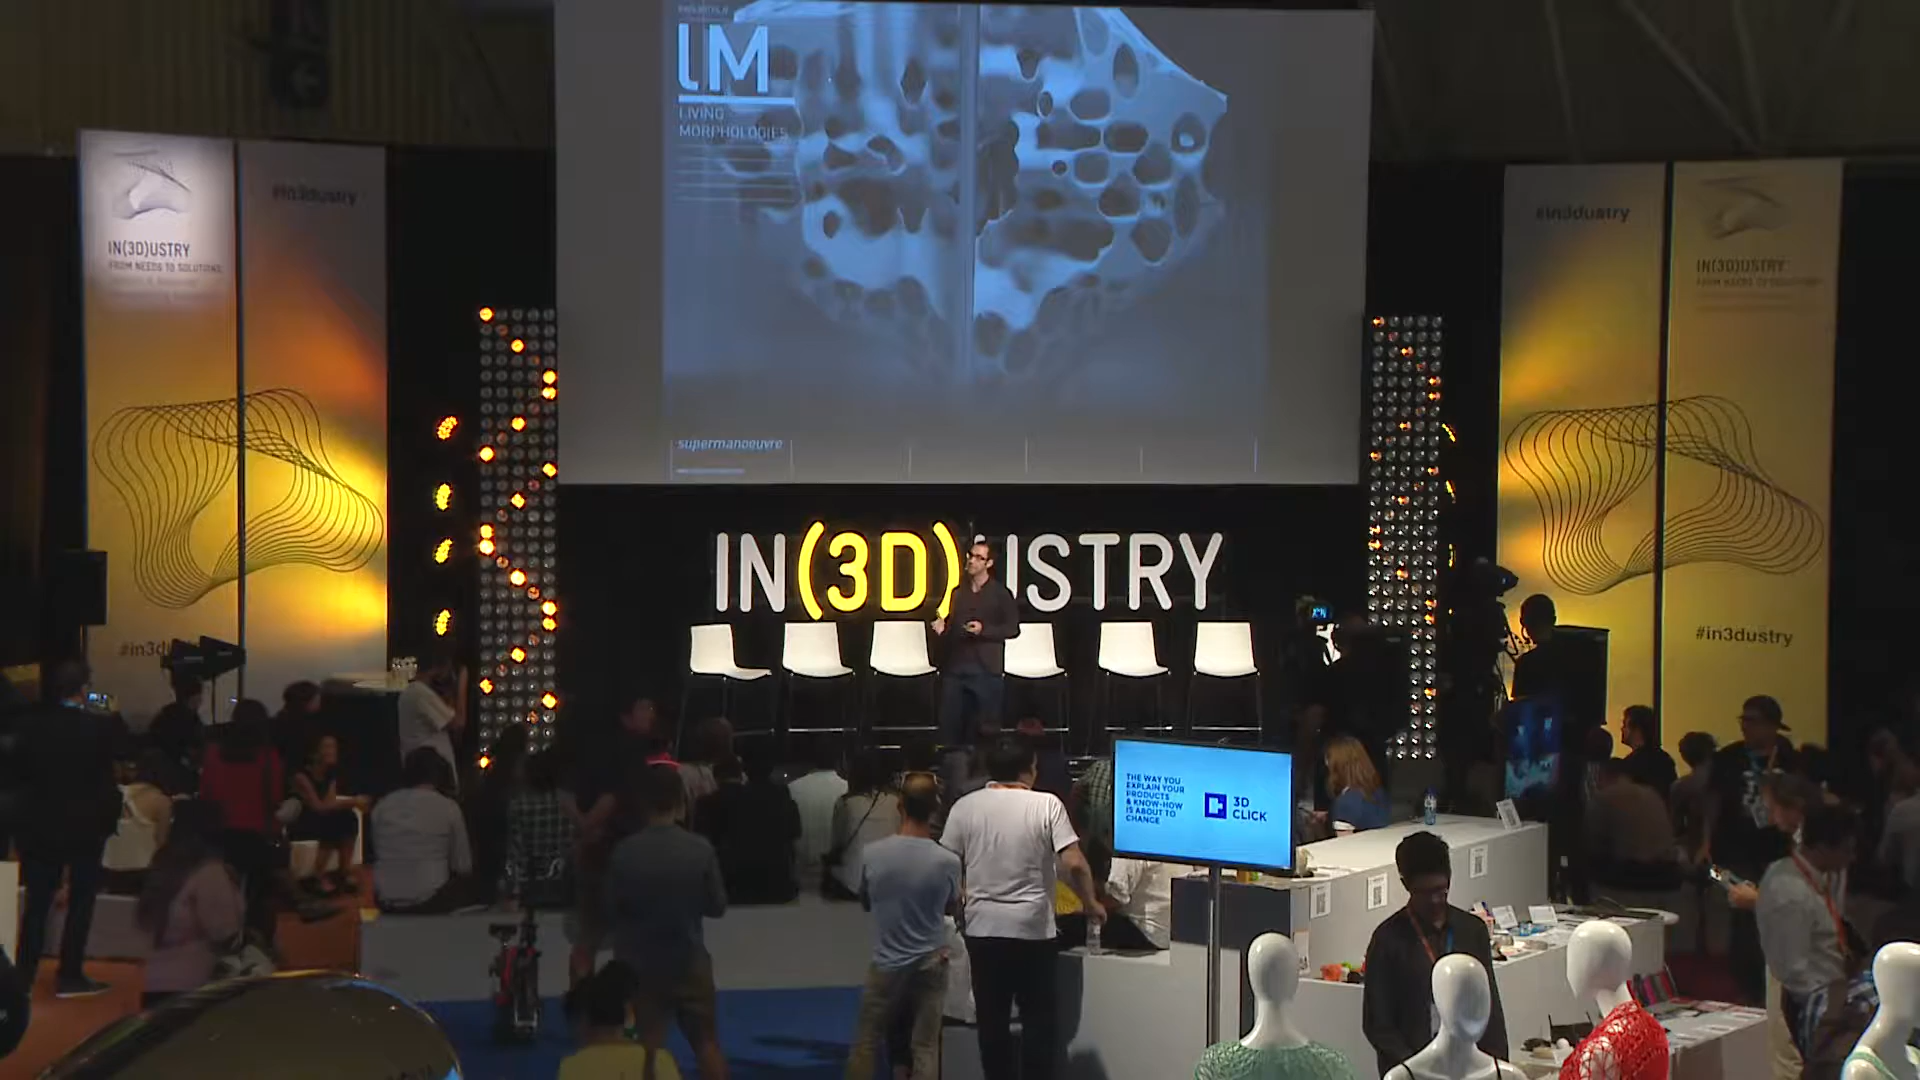 LM
LIVING
MORPHOLOGIES
supermanoeuvre
IN(3D)USTRY
FROM NEEDS TO SOLUTIONS
#in3dustry
#in3dustry
IN(3D)USTRY
FROM NEEDS TO SOLUTIONS
IN(3D)USTRY
#in3d
#in3dustry
THE WAY YOU
EXPLAIN YOUR
PRODUCTS
& KNOW-HOW
IS ABOUT TO
CHANGE
3D
CLICK